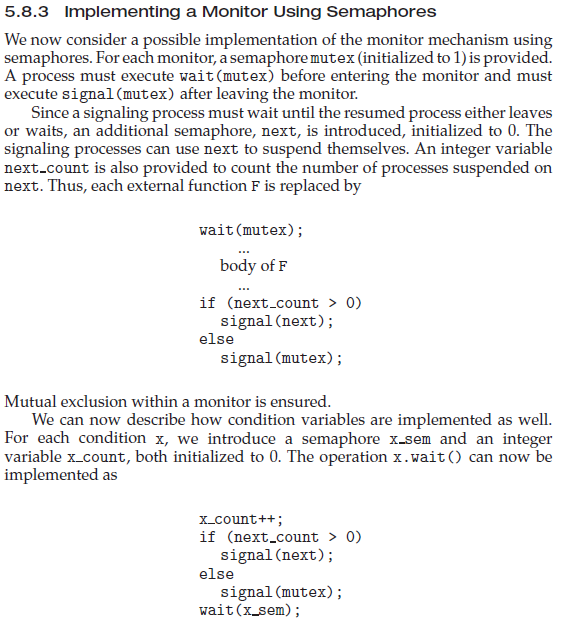 5.8.3 Implementing a Monitor Using Semaphores
We now consider a possible implementation of the monitor mechanism using
semaphores. For each monitor, a semaphore mutex (initialized to 1) is provided.
A process must execute wait(mutex) before entering the monitor and must
execute signal(mutex) after leaving the monitor.
Since a signaling process must wait until the resumed process either leaves
or waits, an additional semaphore, next, is introduced, initialized to 0. The
signaling processes can use next to suspend themselves. An integer variable
next_count is also provided to count the number of processes suspended on
next. Thus, each external function F is replaced by
wait(mutex);
...
body of F
...
if (next_count > 0)
signal(next);
else
signal(mutex);
Mutual exclusion within a monitor is ensured.
We can now describe how condition variables are implemented as well.
For each condition x, we introduce a semaphore x_sem and an integer
variable x_count, both initialized to 0. The operation x.wait() can now be
implemented as
x_count++;
if (next_count > 0)
signal(next);
else
signal(mutex);
wait(x_sem);